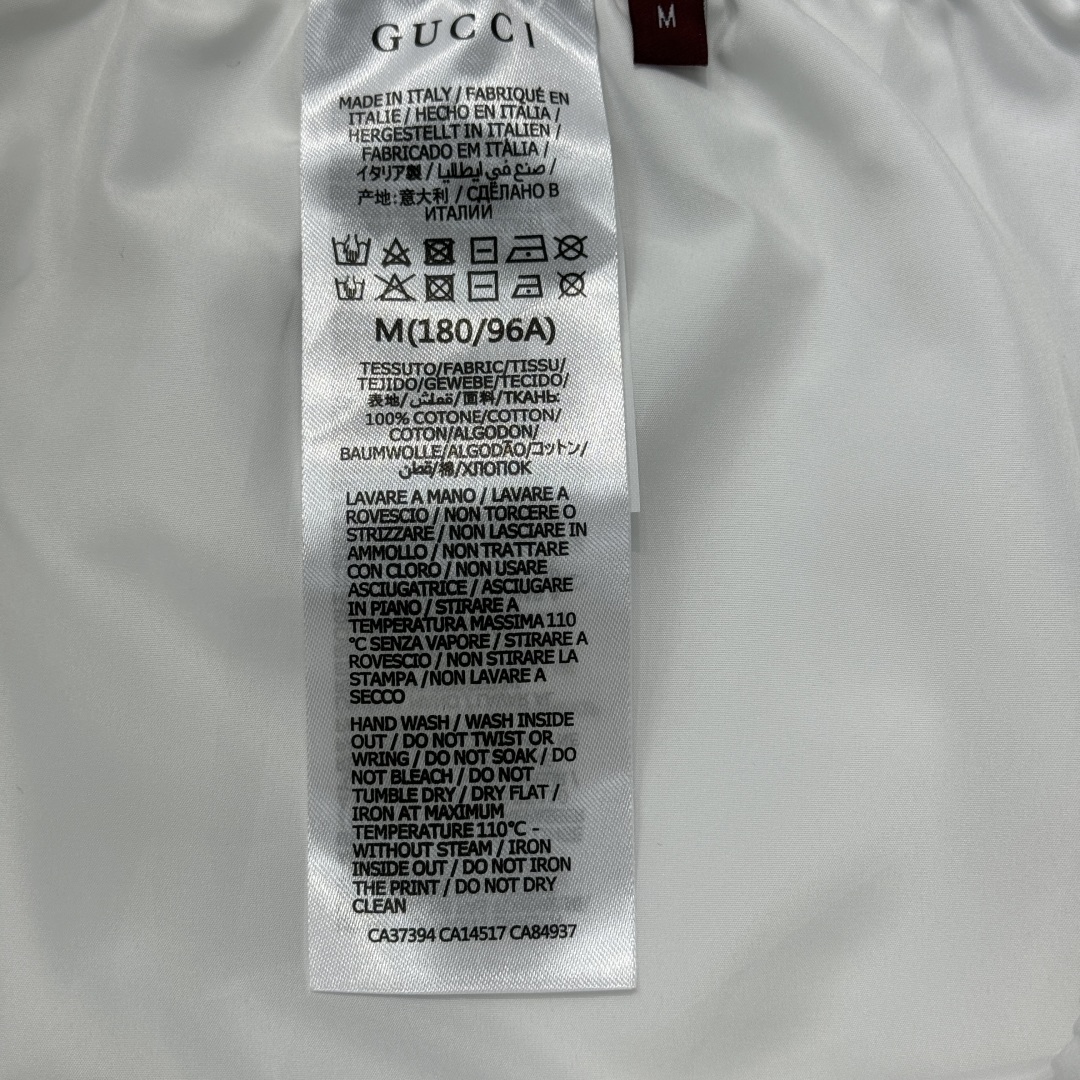 GUCCI
M
MADE IN ITALY / FABRIQUÉ EN
ITALIE / HECHO EN ITALIA /
HERGESTELLT IN ITALIEN /
FABRICADO EM ITÀLIA /
イタリア製 / صنع في ايطاليا /
产地:意大利 / СДЁЛАНО В
ИТАЛИИ
M(180/96A)
TESSUTO/FABRIC/TISSU/
TEJIDO/GEWEBE/TECIDO/
表地/قملش/面料/ТКАНЬ:
100% COTONE/COTTON/
COTON/ALGODON/
BAUMWOLLE/ALGODÃO/コットン/
قطن/棉/ХЛОПОК
LAVARE A MANO / LAVARE A
ROVESCIO / NON TORCERE O
STRIZZARE / NON LASCIARE IN
AMMOLLO / NON TRATTARE
CON CLORO / NON USARE
ASCIUGATRICE / ASCIUGARE
IN PIANO / STIRARE A
TEMPERATURA MASSIMA 110
°C SENZA VAPORE / STIRARE A
ROVESCIO / NON STIRARE LA
STAMPA /NON LAVARE A
SECCO
HAND WASH / WASH INSIDE
OUT / DO NOT TWIST OR
WRING / DO NOT SOAK / DO
NOT BLEACH / DO NOT
TUMBLE DRY / DRY FLAT /
IRON AT MAXIMUM
TEMPERATURE 110°C -
WITHOUT STEAM / IRON
INSIDE OUT / DO NOT IRON
THE PRINT / DO NOT DRY
CLEAN
CA37394 CA14517 CA84937